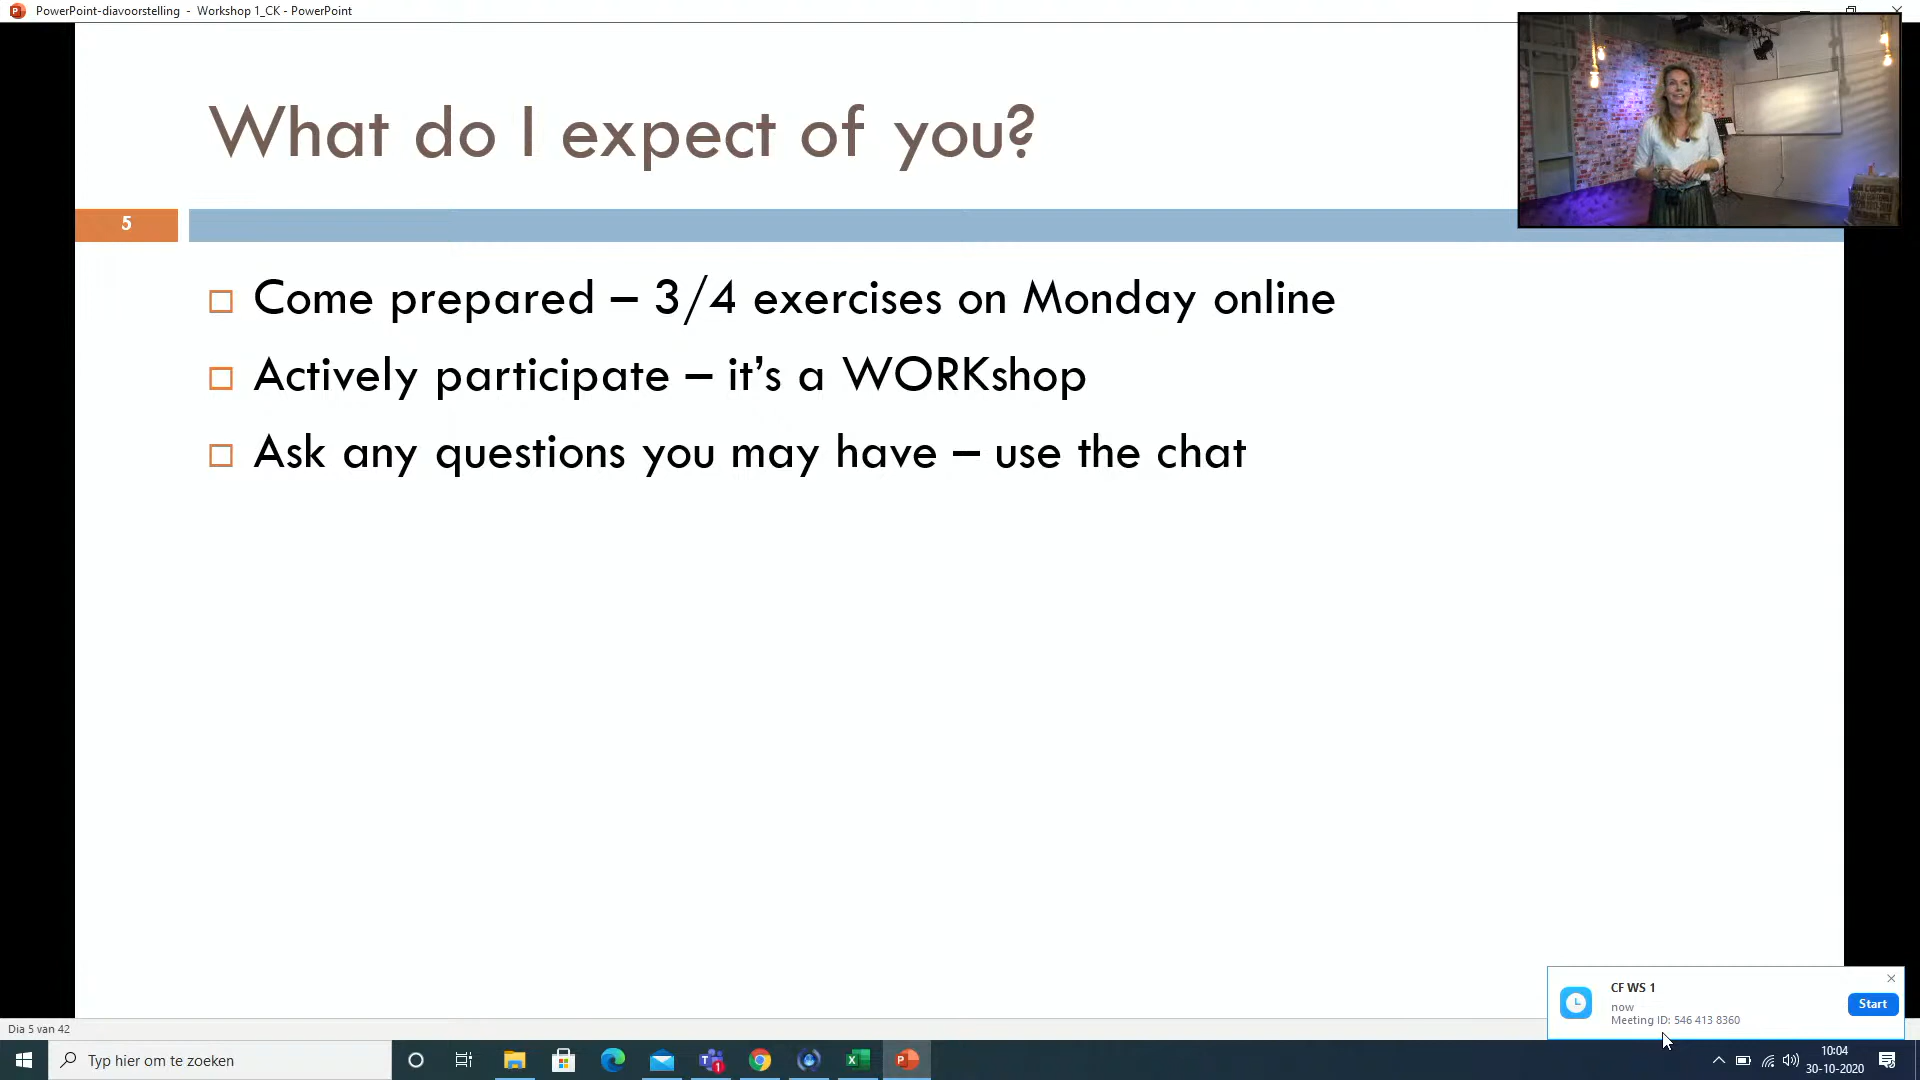 PowerPoint-diavoorstelling - Workshop 1_CK - PowerPoint
What do I expect of you?
5
Come prepared – 3/4 exercises on Monday online
Actively participate – it's a WORKshop
Ask any questions you may have – use the chat
CF WS 1
now
Meeting ID: 546 413 8360
Start
Dia 5 van 42
Typ hier om te zoeken
1
10:04
30-10-2020